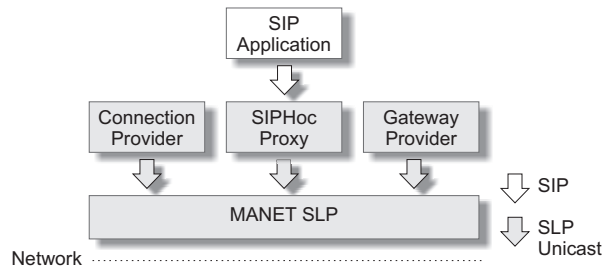 SIP
Application
Connection
Provider
SIPHoc
Proxy
Gateway
Provider
MANET SLP
SIP
SLP
Unicast
Network